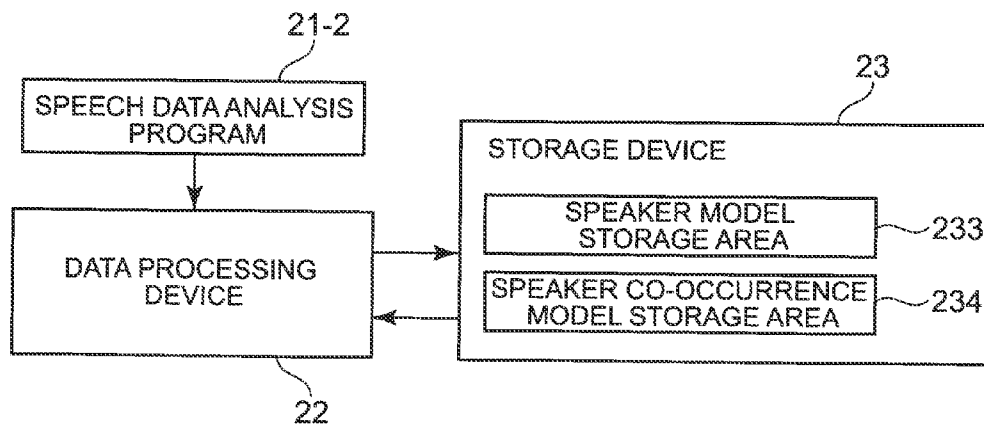 21-2
SPEECH DATA ANALYSIS
PROGRAM
23
STORAGE DEVICE
SPEAKER MODEL
STORAGE AREA
233
DATA PROCESSING
DEVICE
SPEAKER CO-OCCURRENCE
MODEL STORAGE AREA
234
22